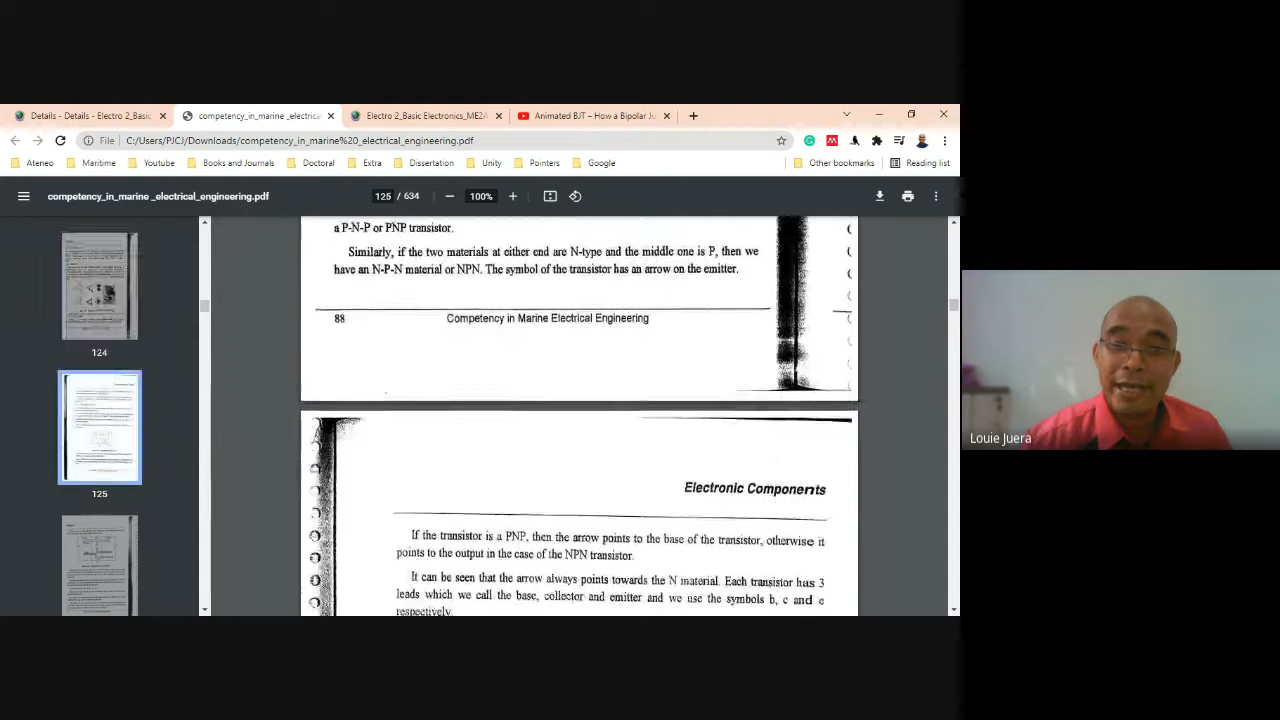 Details - Details - Electro 2_Basic
competency_in_marine _electrica
Electro 2_Basic Electronics_ME2A
Animated BJT – How a Bipolar Ju
File
C:/Users/PJCJ/Downloads/competency_in_marine%20_electrical_engineering.pdf
Ateneo
Maritime
Youtube
Books and Journals
Doctoral
Extra
Dissertation
Unity
Pointers
Google
Other bookmarks
Reading list
competency_in_marine _electrical_engineering.pdf
125 / 634
100%
124
125
a P-N-P or PNP transistor.
Similarly, if the two materials at either end are N-type and the middle one is P, then we
have an N-P-N material or NPN. The symbol of the transistor has an arrow on the emitter.
88
Competency in Marine Electrical Engineering
Electronic Components
If the transistor is a PNP, then the arrow points to the base of the transistor, otherwise it
points to the output in the case of the NPN transistor.
It can be seen that the arrow always points towards the N material. Each transistor has 3
leads which we call the base, collector and emitter and we use the symbols b, c and e
respectively.
Louie Juera